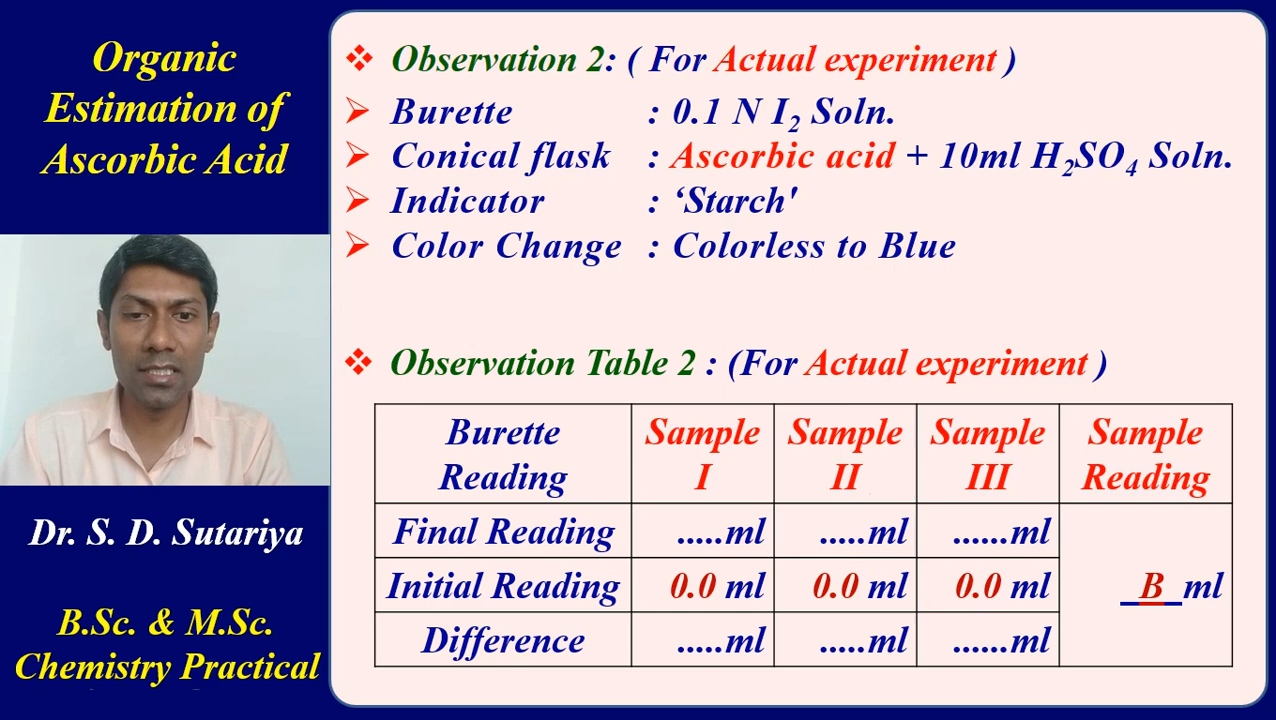 Organic
Estimation of
Ascorbic Acid
Dr. S. D. Sutariya
B.Sc. & M.Sc.
Chemistry Practical
❖ Observation 2: ( For Actual experiment )
➢ Burette : 0.1 N I₂ Soln.
➢ Conical flask : Ascorbic acid + 10ml H₂SO₄ Soln.
➢ Indicator : ‘Starch'
➢ Color Change : Colorless to Blue
❖ Observation Table 2 : (For Actual experiment )
Burette Sample Sample Sample Sample
Reading I II III Reading
Final Reading .....ml .....ml ......ml
Initial Reading 0.0 ml 0.0 ml 0.0 ml _B_ml
Difference .....ml .....ml ......ml